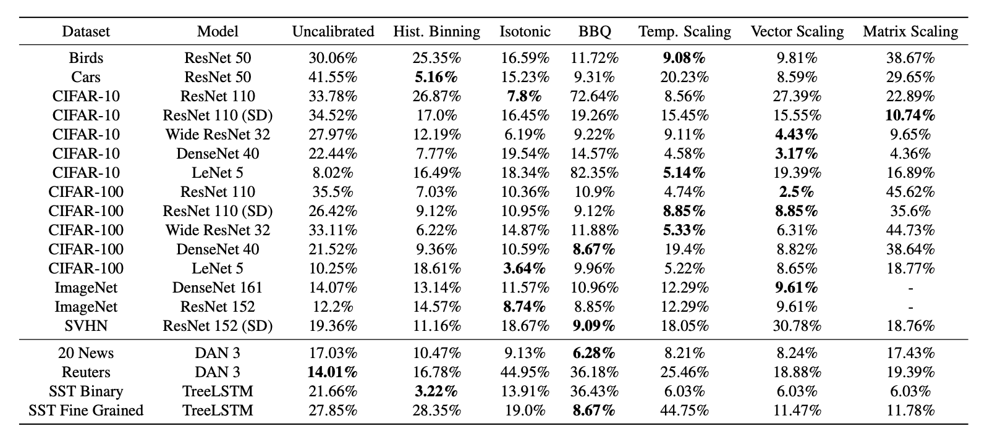 Dataset Model Uncalibrated Hist. Binning Isotonic BBQ Temp. Scaling Vector Scaling Matrix Scaling
Birds ResNet 50 30.06% 25.35% 16.59% 11.72% 9.08% 9.81% 38.67%
Cars ResNet 50 41.55% 5.16% 15.23% 9.31% 20.23% 8.59% 29.65%
CIFAR-10 ResNet 110 33.78% 26.87% 7.8% 72.64% 8.56% 27.39% 22.89%
CIFAR-10 ResNet 110 (SD) 34.52% 17.0% 16.45% 19.26% 15.45% 15.55% 10.74%
CIFAR-10 Wide ResNet 32 27.97% 12.19% 6.19% 9.22% 9.11% 4.43% 9.65%
CIFAR-10 DenseNet 40 22.44% 7.77% 19.54% 14.57% 4.58% 3.17% 4.36%
CIFAR-10 LeNet 5 8.02% 16.49% 18.34% 82.35% 5.14% 19.39% 16.89%
CIFAR-100 ResNet 110 35.5% 7.03% 10.36% 10.9% 4.74% 2.5% 45.62%
CIFAR-100 ResNet 110 (SD) 26.42% 9.12% 10.95% 9.12% 8.85% 8.85% 35.6%
CIFAR-100 Wide ResNet 32 33.11% 6.22% 14.87% 11.88% 5.33% 6.31% 44.73%
CIFAR-100 DenseNet 40 21.52% 9.36% 10.59% 8.67% 19.4% 8.82% 38.64%
CIFAR-100 LeNet 5 10.25% 18.61% 3.64% 9.96% 5.22% 8.65% 18.77%
ImageNet DenseNet 161 14.07% 13.14% 11.57% 10.96% 12.29% 9.61% -
ImageNet ResNet 152 12.2% 14.57% 8.74% 8.85% 12.29% 9.61% -
SVHN ResNet 152 (SD) 19.36% 11.16% 18.67% 9.09% 18.05% 30.78% 18.76%
20 News DAN 3 17.03% 10.47% 9.13% 6.28% 8.21% 8.24% 17.43%
Reuters DAN 3 14.01% 16.78% 44.95% 36.18% 25.46% 18.88% 19.39%
SST Binary TreeLSTM 21.66% 3.22% 13.91% 36.43% 6.03% 6.03% 6.03%
SST Fine Grained TreeLSTM 27.85% 28.35% 19.0% 8.67% 44.75% 11.47% 11.78%